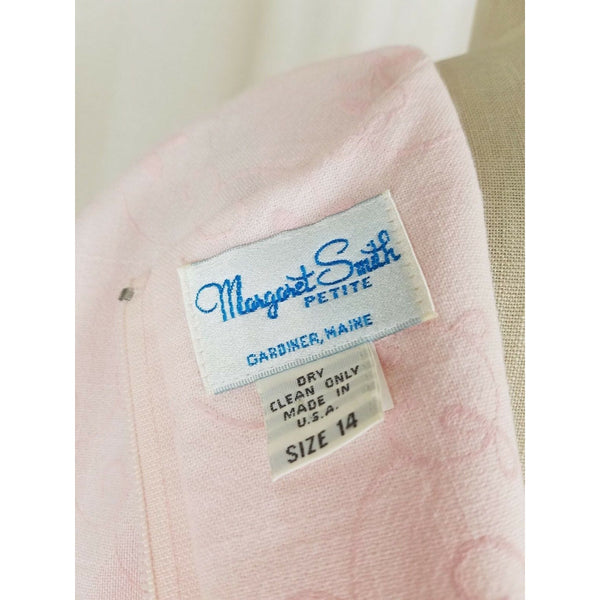 Margaret Smith
PETITE
GARDINER, MAINE
DRY
CLEAN ONLY
MADE IN
U.S.A.
SIZE 14